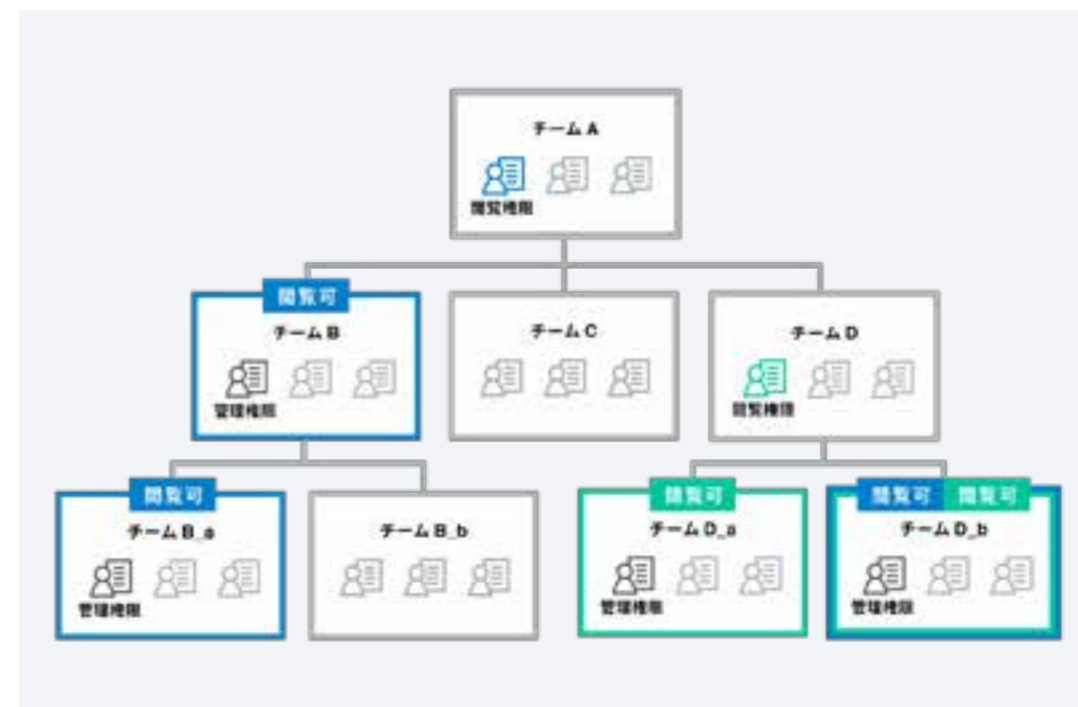 チーム A
閲覧権限
閲覧可
チーム B
管理権限
チーム C
チーム D
閲覧権限
閲覧可
チーム B_a
管理権限
チーム B_b
閲覧可
チーム D_a
管理権限
閲覧可 閲覧可
チーム D_b
管理権限